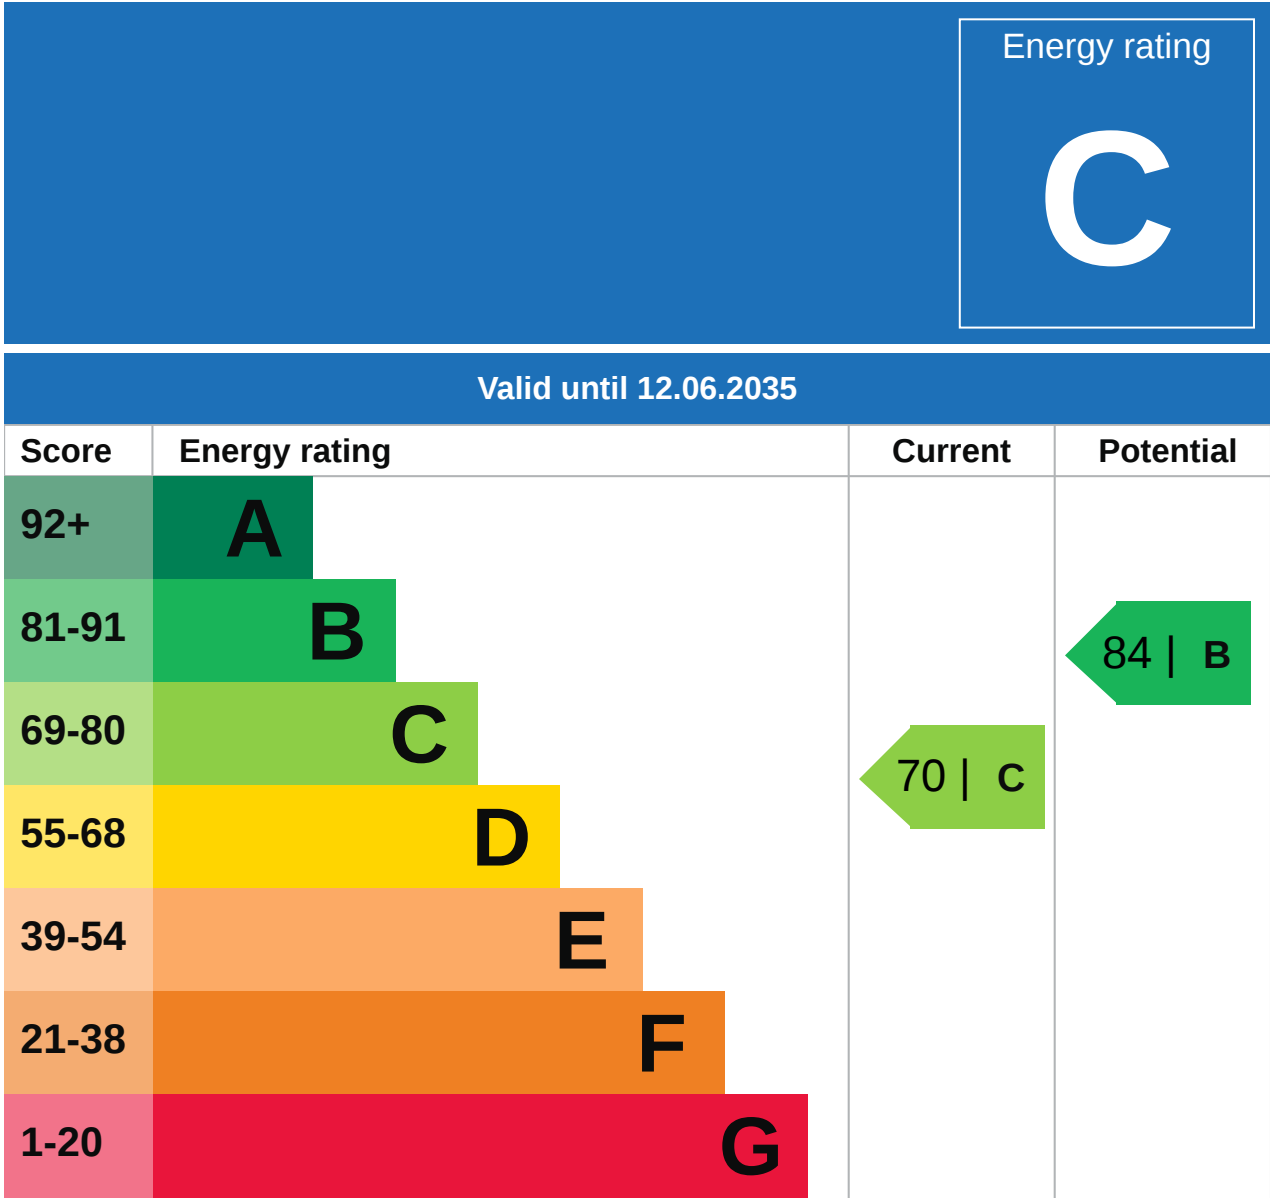 Energy rating
C
Valid until 12.06.2035
Score Energy rating Current Potential
92+ A
81-91 B
84 | B
69-80 C
70 | C
55-68 D
39-54 E
21-38 F
1-20 G